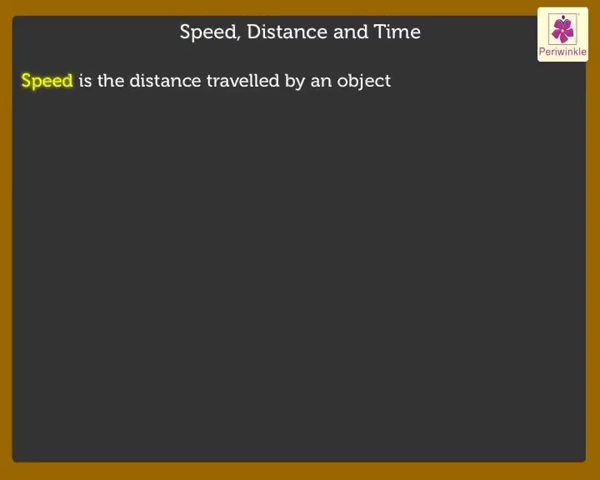 Speed, Distance and Time
Periwinkle
Speed is the distance travelled by an object